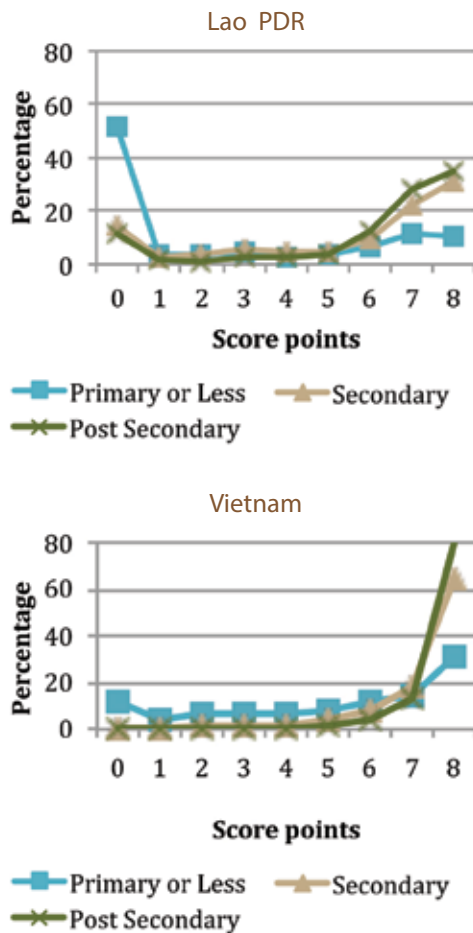 Lao PDR
80
60
40
20
0
Percentage
0 1 2 3 4 5 6 7 8
Score points
Primary or Less Secondary
Post Secondary
Vietnam
80
60
40
20
0
Percentage
0 1 2 3 4 5 6 7 8
Score points
Primary or Less Secondary
Post Secondary